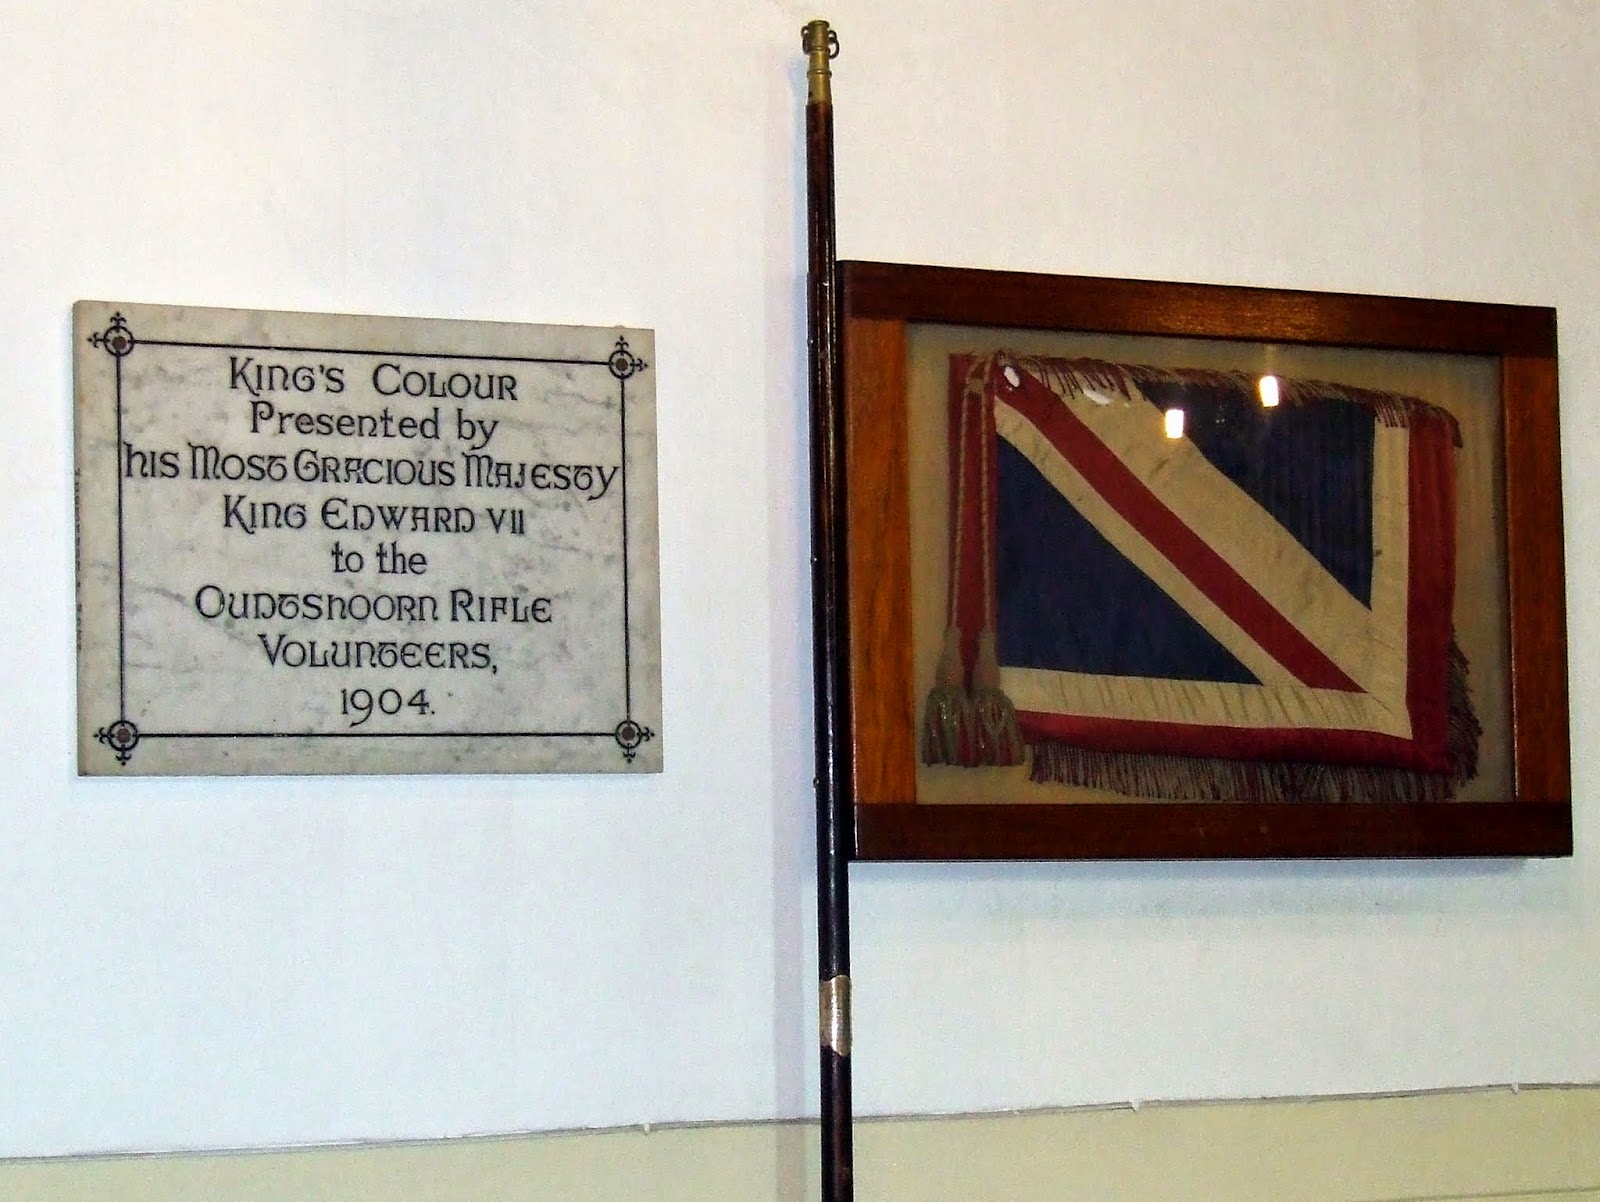 King's Colour
Presented by
his Most Gracious Majesty
King Edward VII
to the
Oudtshoorn Rifle
Volunteers,
1904.